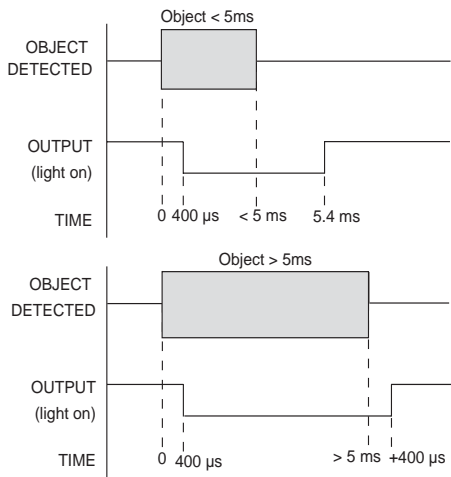 Object < 5ms
OBJECT
DETECTED
OUTPUT
(light on)
TIME
0 400 µs < 5 ms 5.4 ms
Object > 5ms
OBJECT
DETECTED
OUTPUT
(light on)
TIME
0 400 µs > 5 ms +400 µs